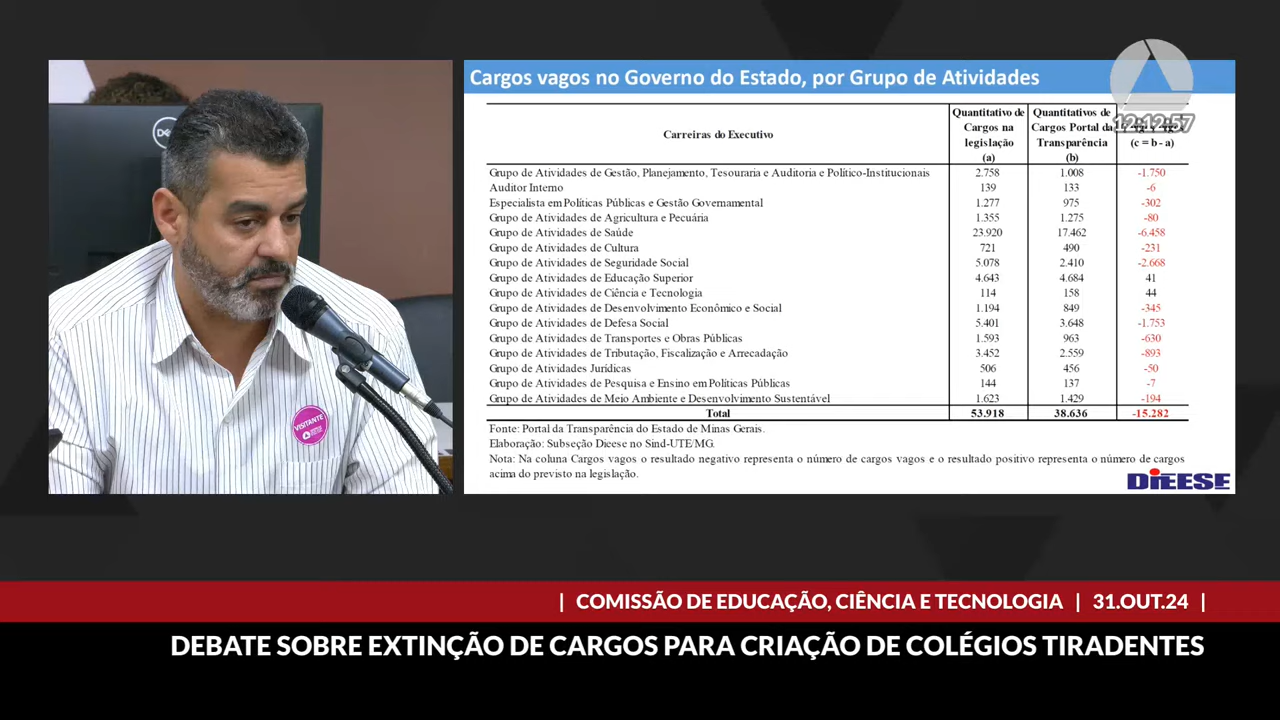 Cargos vagos no Governo do Estado, por Grupo de Atividades
12:12:57
Carreiras do Executivo
Quantitativo de Cargos na legislação (a)
Quantitativos de Cargos Portal da Transparência (b)
(c = b - a)
Grupo de Atividades de Gestão, Planejamento, Tesouraria e Auditoria e Político-Institucionais 2.758 1.008 -1.750
Auditor Interno 139 133 -6
Especialista em Políticas Públicas e Gestão Governamental 1.277 975 -302
Grupo de Atividades de Agricultura e Pecuária 1.355 1.275 -80
Grupo de Atividades de Saúde 23.920 17.462 -6.458
Grupo de Atividades de Cultura 721 490 -231
Grupo de Atividades de Seguridade Social 5.078 2.410 -2.668
Grupo de Atividades de Educação Superior 4.643 4.684 41
Grupo de Atividades de Ciência e Tecnologia 114 158 44
Grupo de Atividades de Desenvolvimento Econômico e Social 1.194 849 -345
Grupo de Atividades de Defesa Social 5.401 3.648 -1.753
Grupo de Atividades de Transportes e Obras Públicas 1.593 963 -630
Grupo de Atividades de Tributação, Fiscalização e Arrecadação 3.452 2.559 -893
Grupo de Atividades Jurídicas 506 456 -50
Grupo de Atividades de Pesquisa e Ensino em Políticas Públicas 144 137 -7
Grupo de Atividades de Meio Ambiente e Desenvolvimento Sustentável 1.623 1.429 -194
Total 53.918 38.636 -15.282
Fonte: Portal da Transparência do Estado de Minas Gerais.
Elaboração: Subseção Dieese no Sind-UTE/MG.
Nota: Na coluna Cargos vagos o resultado negativo representa o número de cargos vagos e o resultado positivo representa o número de cargos
acima do previsto na legislação.
DIEESE
VISITANTE
| COMISSÃO DE EDUCAÇÃO, CIÊNCIA E TECNOLOGIA | 31.OUT.24 |
DEBATE SOBRE EXTINÇÃO DE CARGOS PARA CRIAÇÃO DE COLÉGIOS TIRADENTES